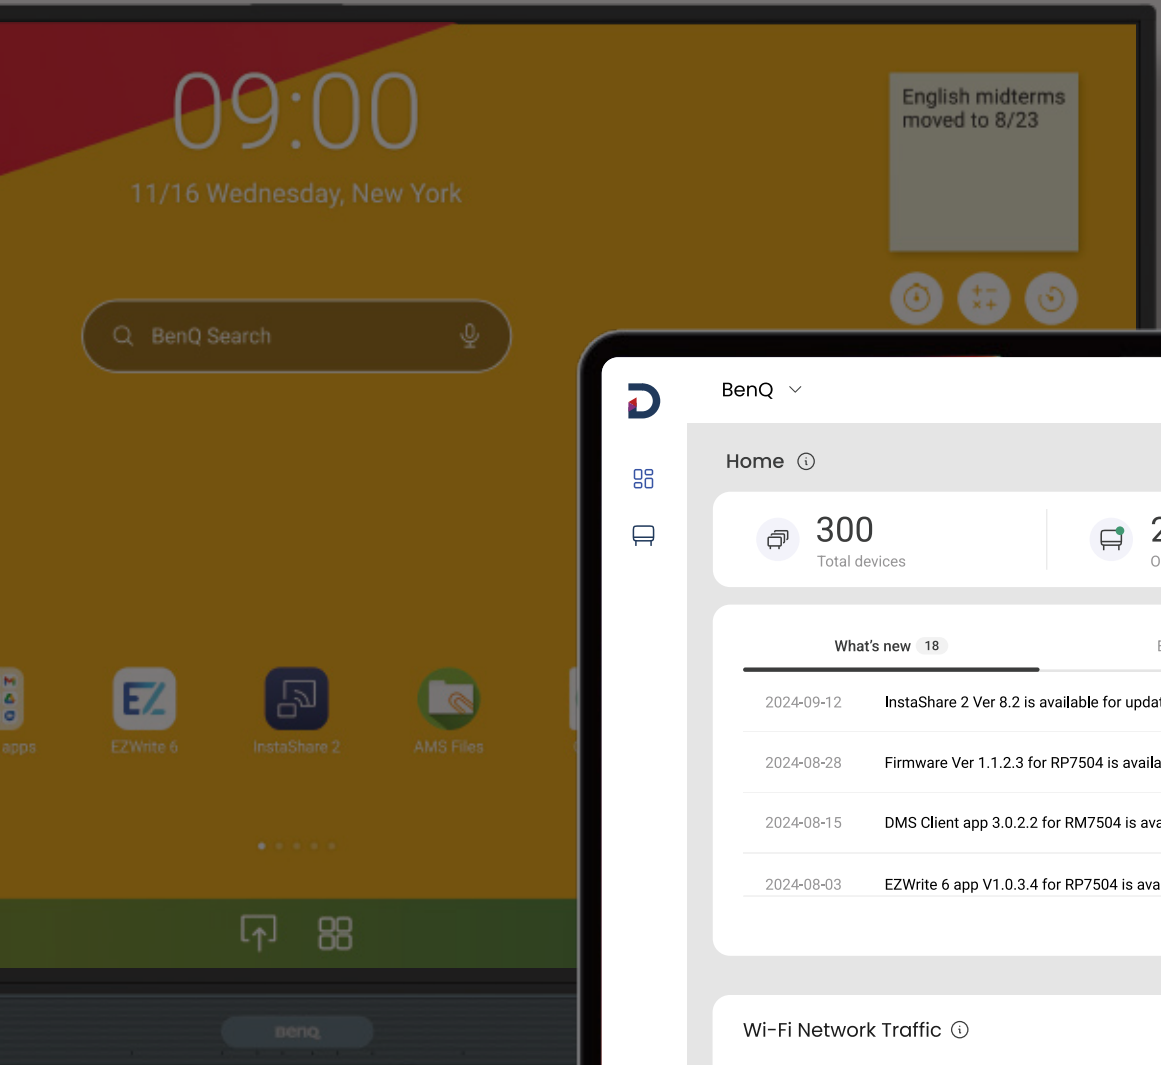 09:00
11/16 Wednesday, New York
English midterms
moved to 8/23
BenQ Search
apps
EZ
EZWrite 6
InstaShare 2
AMS Files
BenQ
BenQ
Home
300
Total devices
What's new 18
2024-09-12 InstaShare 2 Ver 8.2 is available for
2024-08-28 Firmware Ver 1.1.2.3 for RP7504 is
2024-08-15 DMS Client app 3.0.2.2 for RM7504 is
2024-08-03 EZWrite 6 app V1.0.3.4 for RP7504 is
Wi-Fi Network Traffic